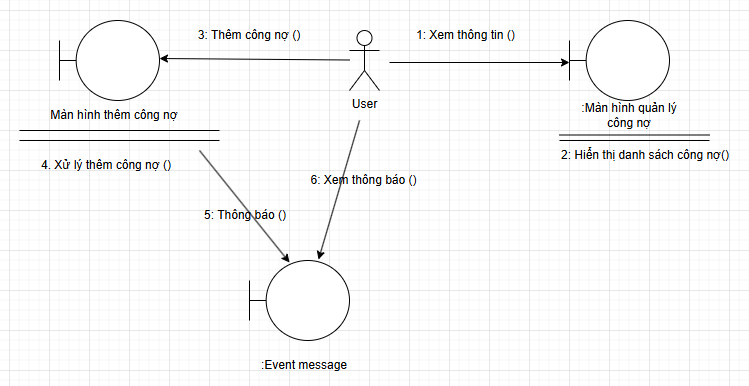 3: Thêm công nợ ()
1: Xem thông tin ()
User
Màn hình thêm công nợ
:Màn hình quản lý
công nợ
4. Xử lý thêm công nợ ()
2: Hiển thị danh sách công nợ()
6: Xem thông báo ()
5: Thông báo ()
:Event message